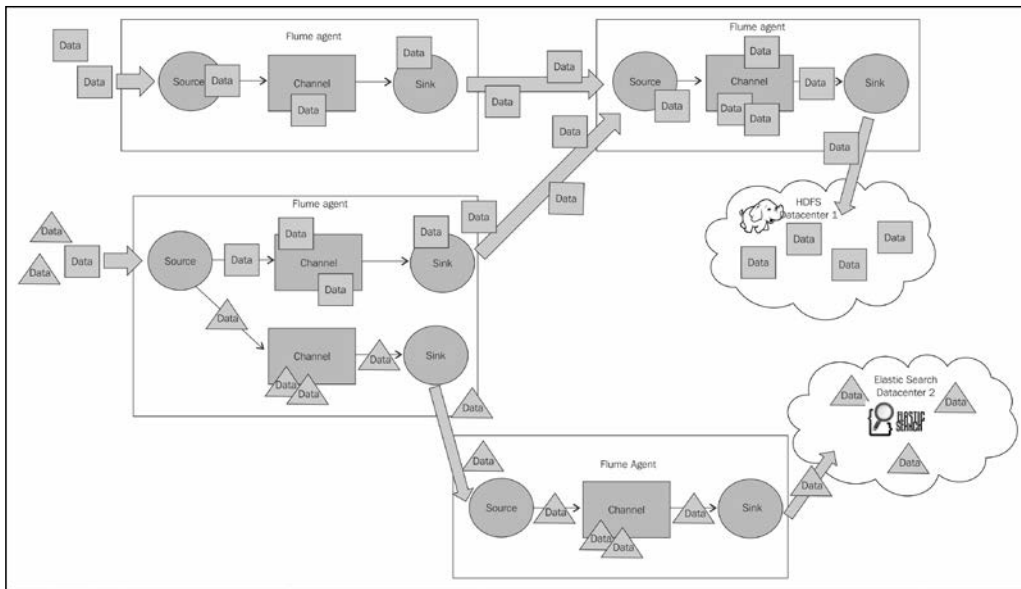 Flume agent
Data
Data
Source
Data
Channel
Data
Data
Sink
Data
Data
Flume agent
Source
Data
Data
Channel
Data
Data
Data
Sink
Data
HDFS
Datacenter 1
Data
Data
Data
Data
Flume agent
Data
Data
Data
Source
Data
Data
Channel
Data
Data
Sink
Data
Data
Data
Data
Channel
Data
Data
Data
Sink
Data
Data
Flume Agent
Source
Data
Channel
Data
Data
Data
Sink
Data
Elastic Search
Datacenter 2
Data
Data
ELASTIC
SEARCH
Data